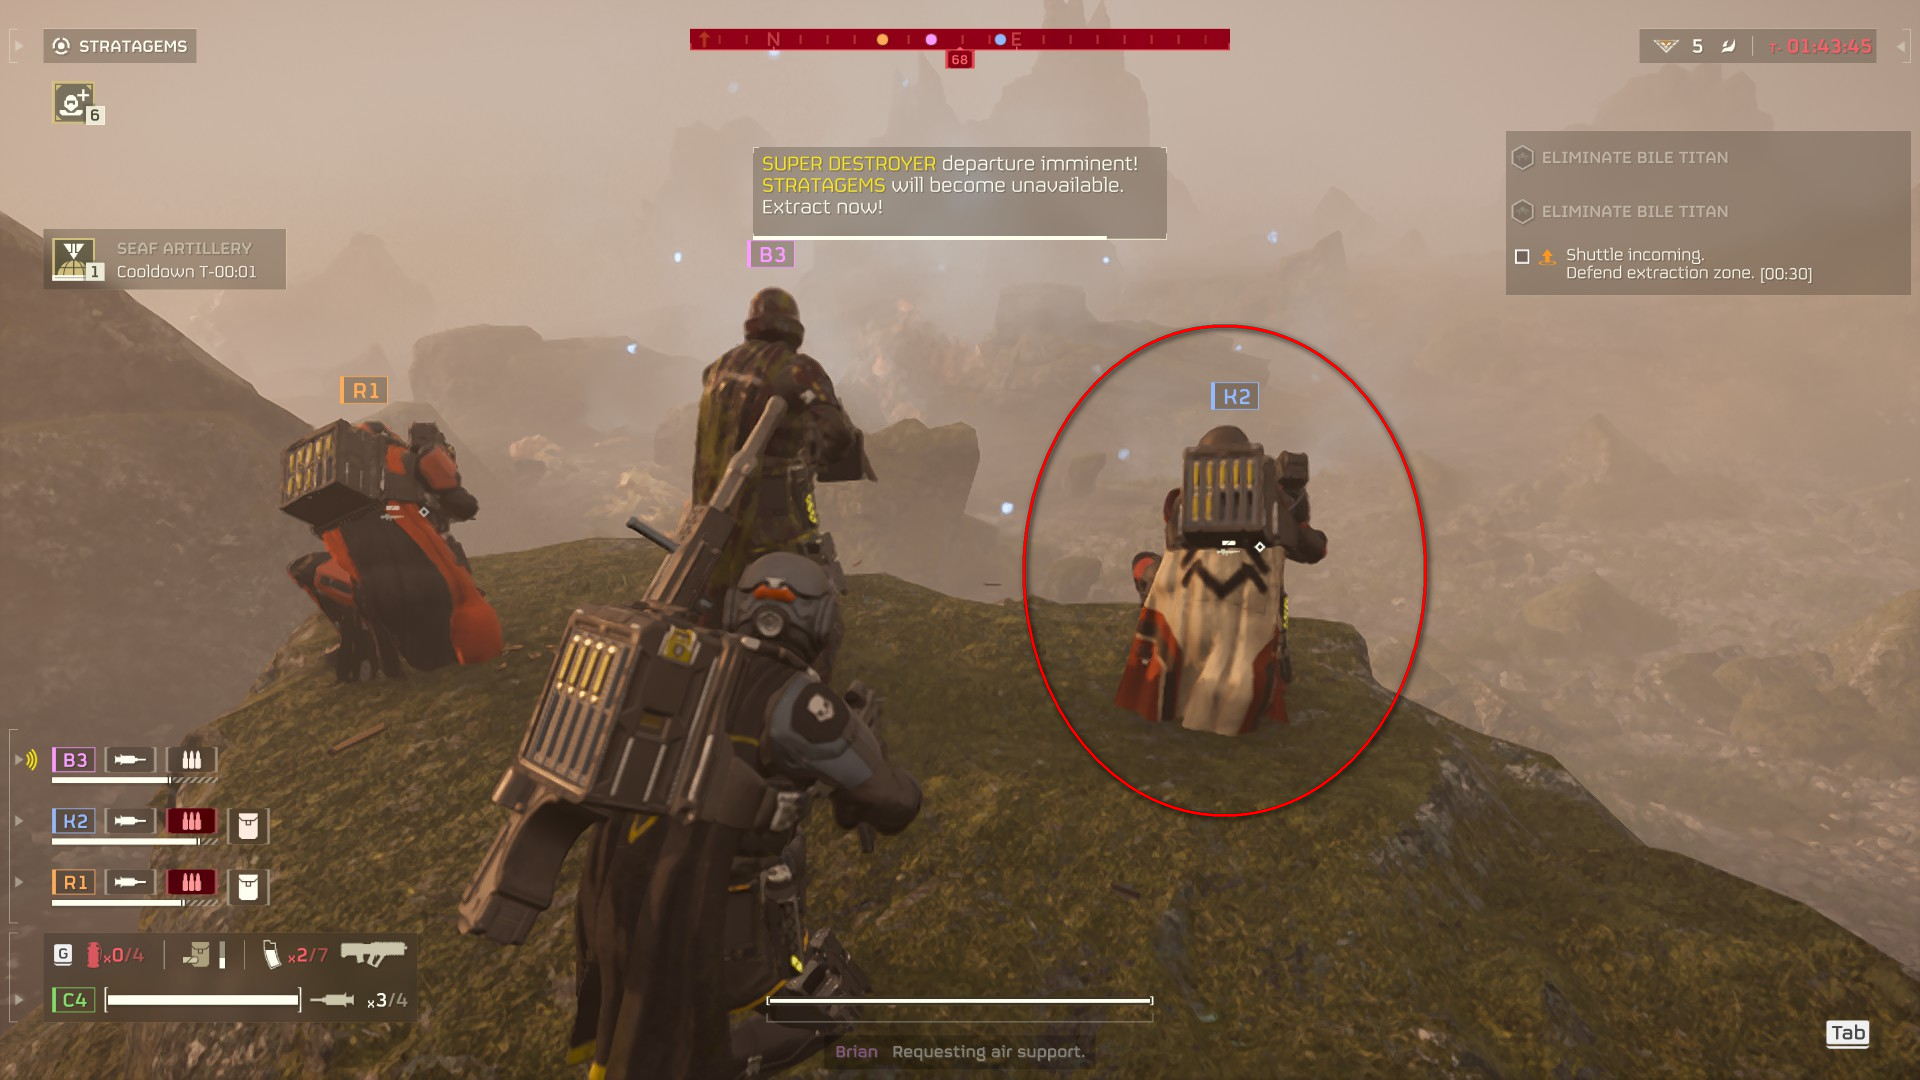 STRATAGEMS
6
SEAF ARTILLERY
1
Cooldown T-00:01
N
E
68
5
T- 01:43:45
SUPER DESTROYER departure imminent!
STRATAGEMS will become unavailable.
Extract now!
ELIMINATE BILE TITAN
ELIMINATE BILE TITAN
Shuttle incoming.
Defend extraction zone. [00:30]
B3
R1
K2
B3
K2
R1
G x0/4 x2/7
C4 x3/4
Brian Requesting air support.
Tab